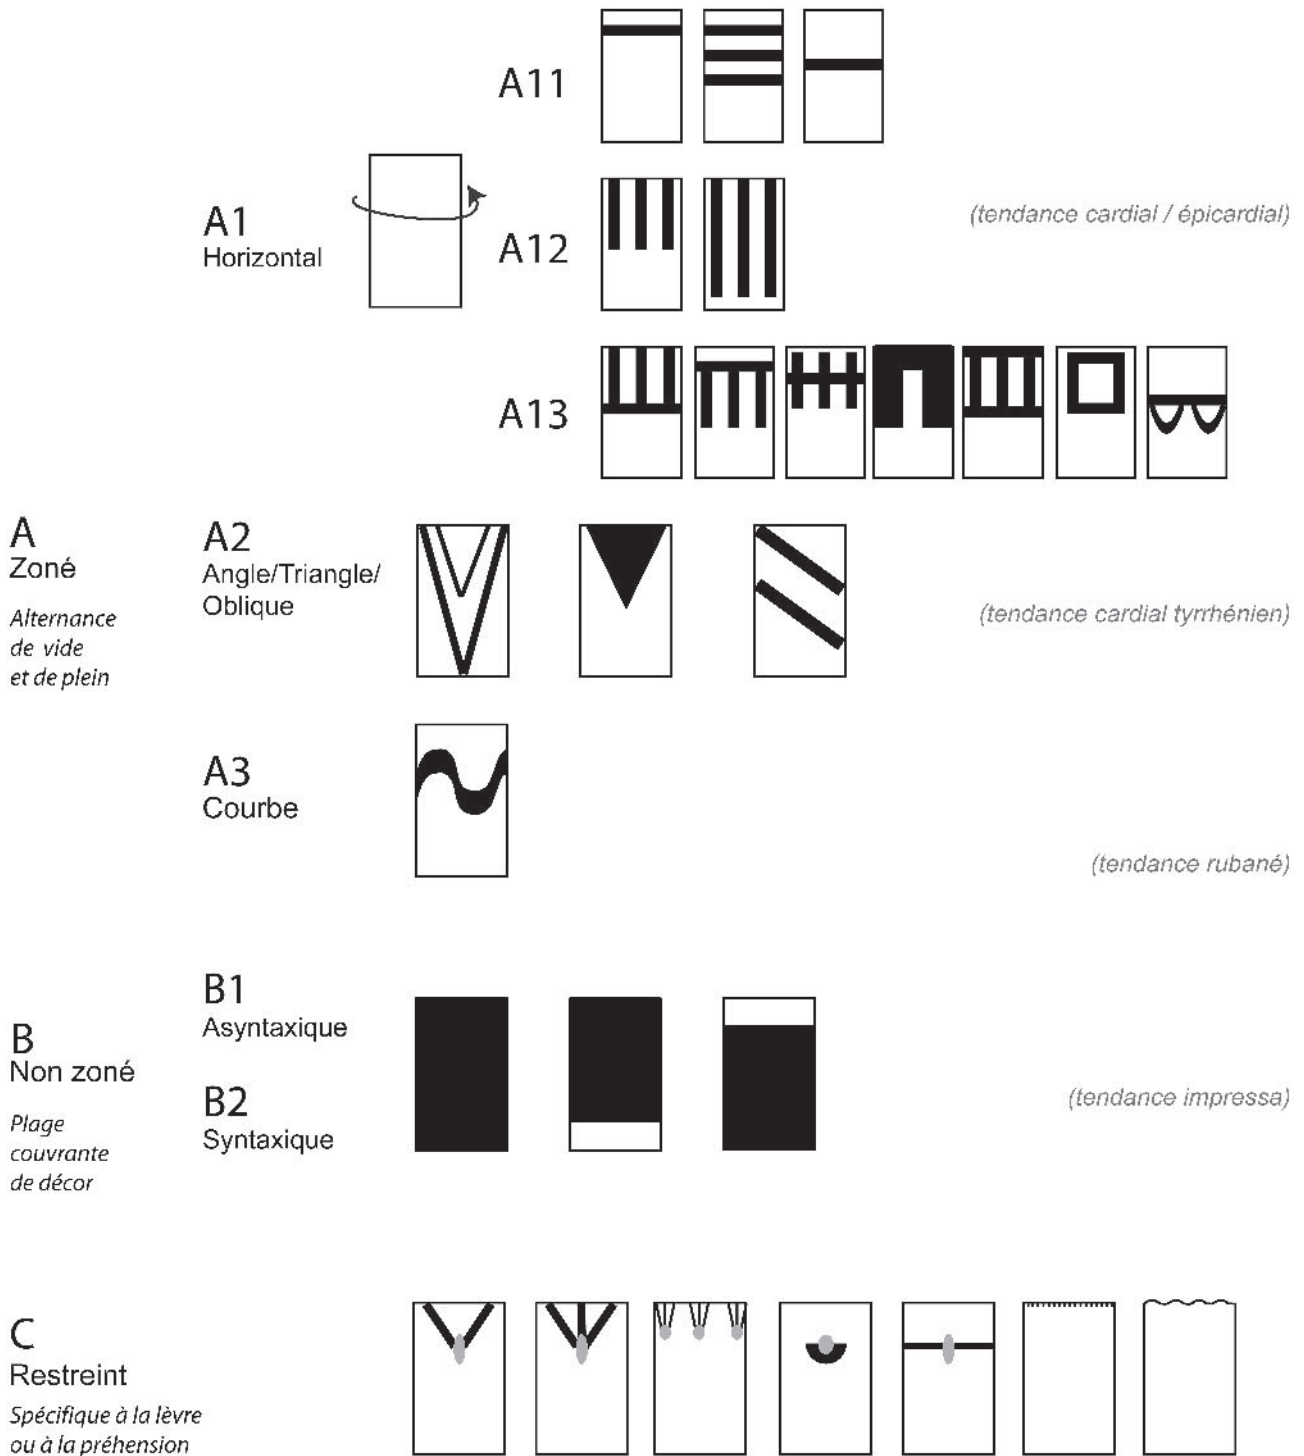 A11
A1
Horizontal
(tendance cardial / épicardial)
A12
A13
A
Zoné
Alternance
de vide
et de plein
A2
Angle/Triangle/
Oblique
(tendance cardial tyrrhénien)
A3
Courbe
(tendance rubané)
B
Non zoné
Plage
couvrante
de décor
B1
Asyntaxique
B2
Syntaxique
(tendance impressa)
C
Restreint
Spécifique à la lèvre
ou à la préhension